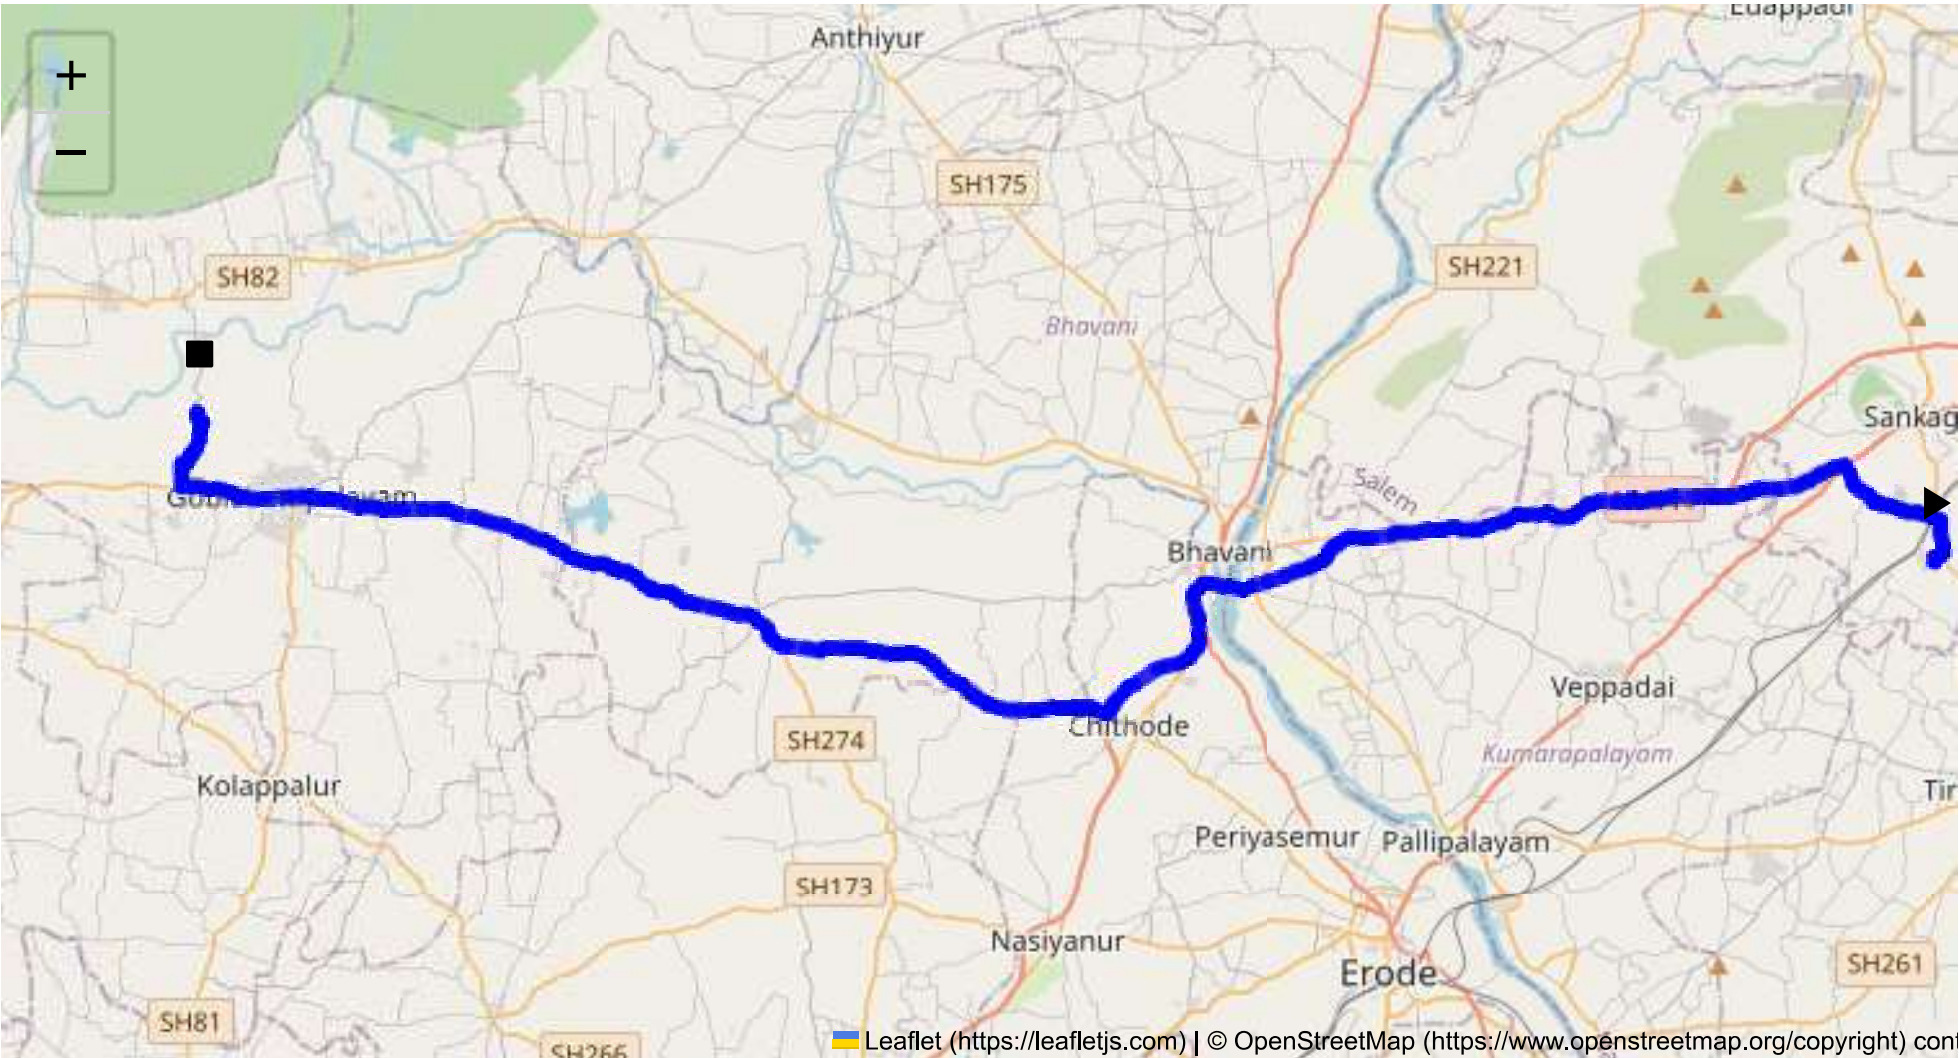 Edappadi
Anthiyur
+
−
SH175
SH82
SH221
Bhavani
Sankag
Salem
Bhavani
Chithode
SH274
Veppadai
Kumarapalayam
Kolappalur
Tir
Periyasemur
Pallipalayam
SH173
Nasiyanur
Erode
SH261
SH81
SH266
Leaflet (https://leafletjs.com) | © OpenStreetMap (https://www.openstreetmap.org/copyright) con